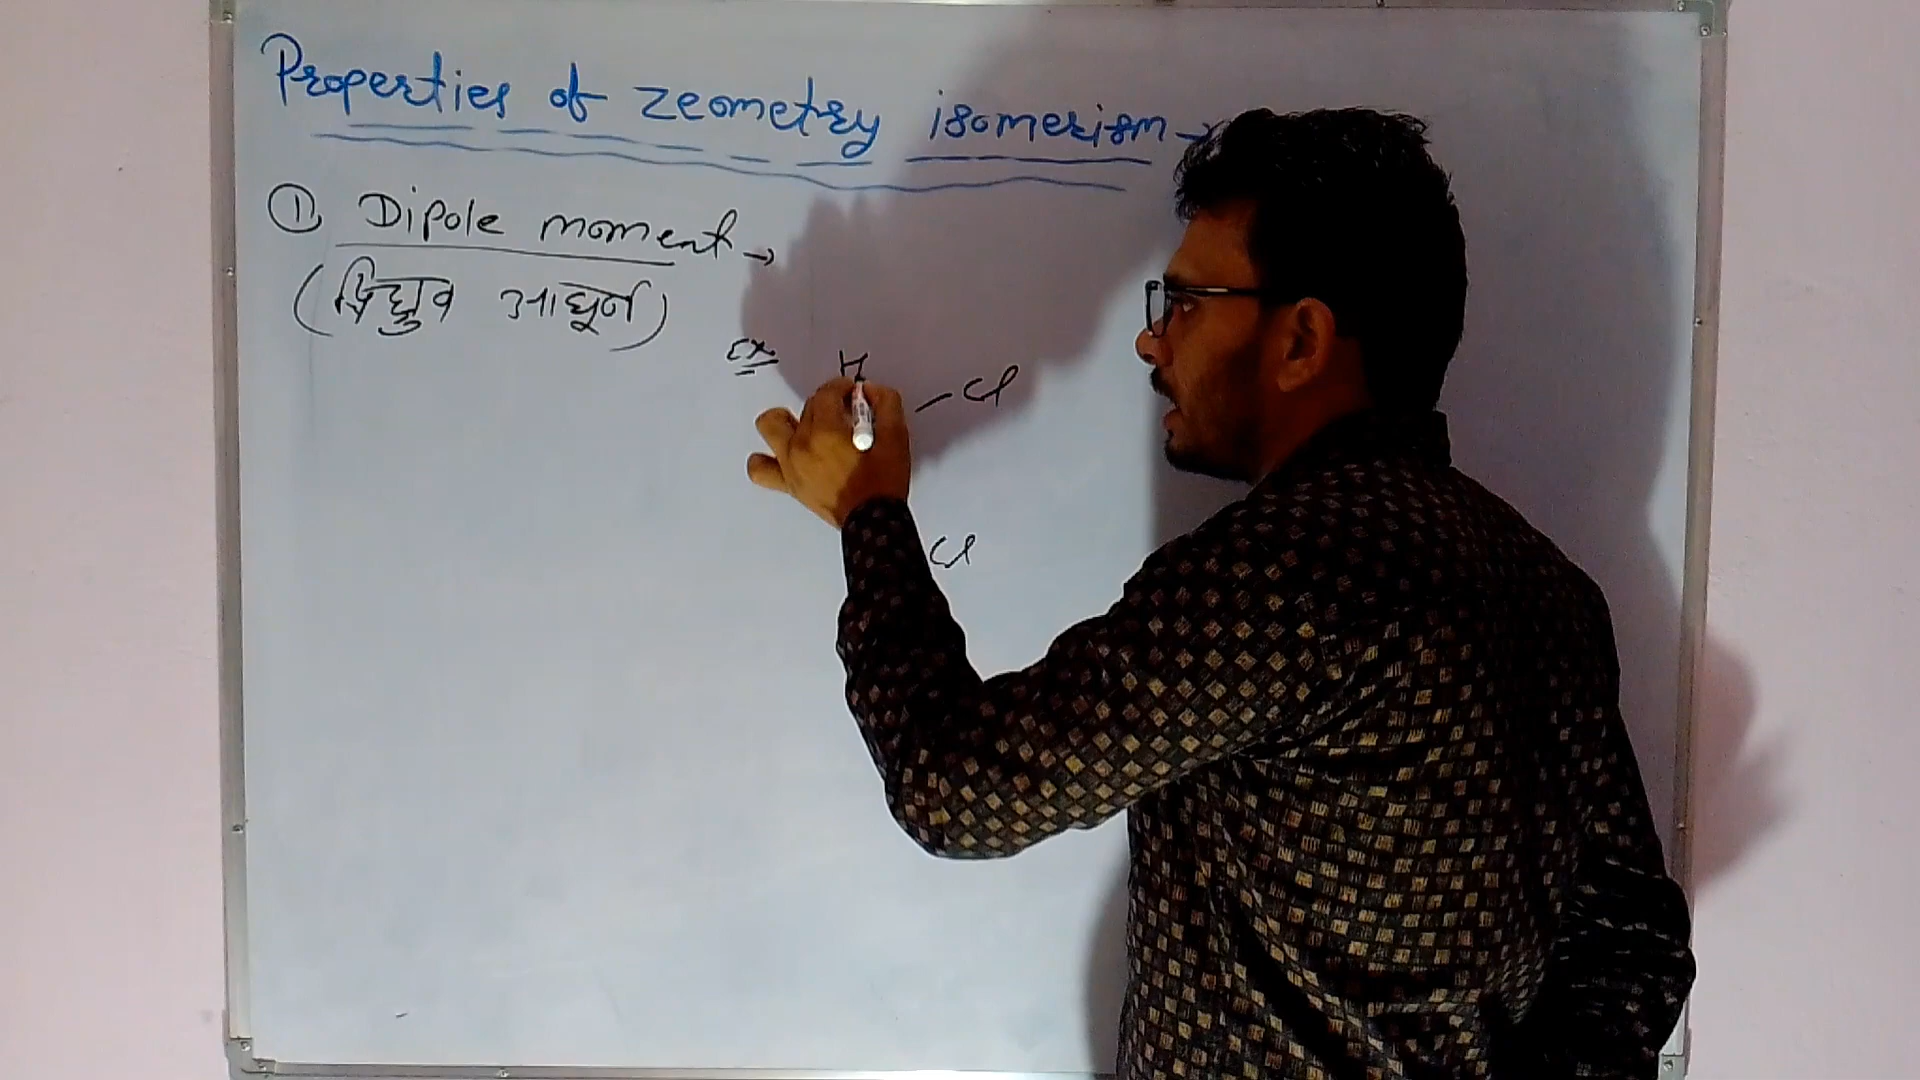 Properties of zeometry isomerism →
① Dipole moment →
(द्विध्रुव आघूर्ण)
Ex.
H
- Cl
Cl